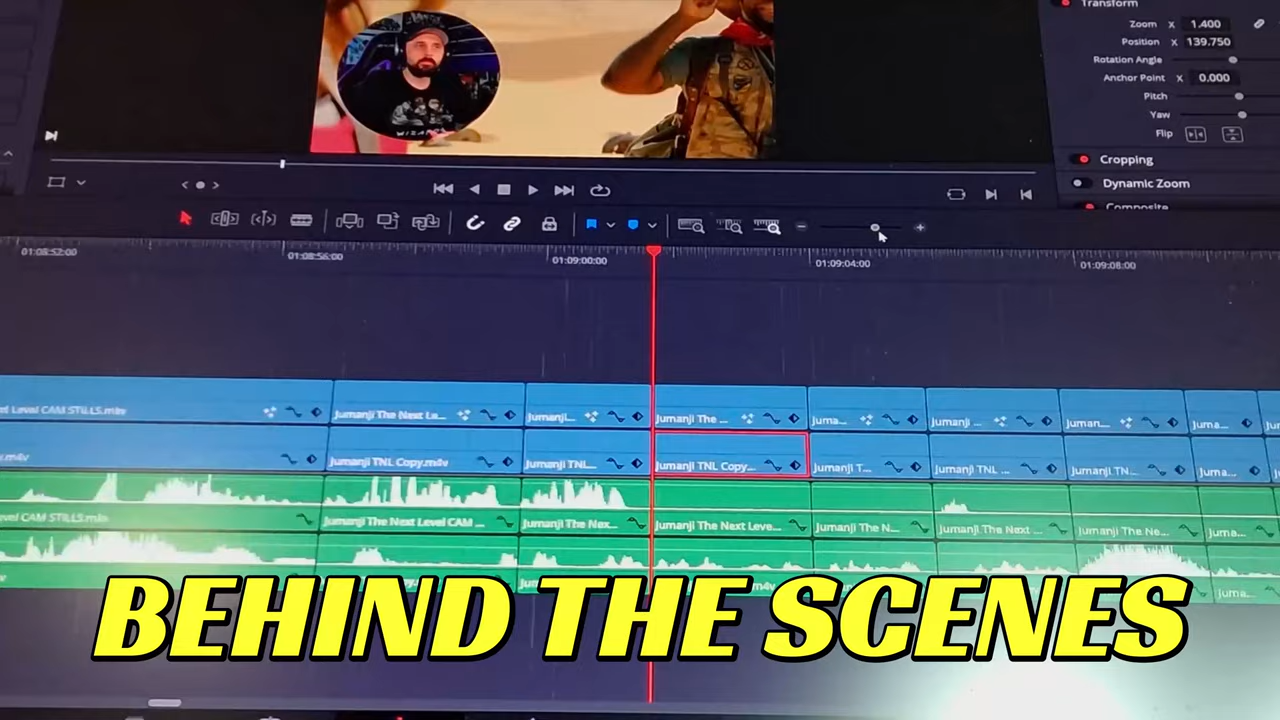 Transform
Zoom X 1.400
Position X 139.750
Rotation Angle
Anchor Point X 0.000
Pitch
Yaw
Flip
Cropping
Dynamic Zoom
Composite
01:08:52:00 01:08:56:00 01:09:00:00 01:09:04:00 01:09:08:00
Level CAM STILLS.m4v Jumanji The Next Le... Jumanji... Jumanji The ... Juma... Jumanji ... Juman... Juma...
Jumanji TNL Copy.m4v Jumanji TNL... Jumanji TNL Copy... Jumanji T... Jumanji TNL ... Jumanji TN... Juma...
Level CAM STILLS.m4v Jumanji The Next Level CAM ... Jumanji The Nex... Jumanji The Next Leve... Jumanji The N... Jumanji The Next ... Jumanji The Ne... Juma...
Juma...
BEHIND THE SCENES